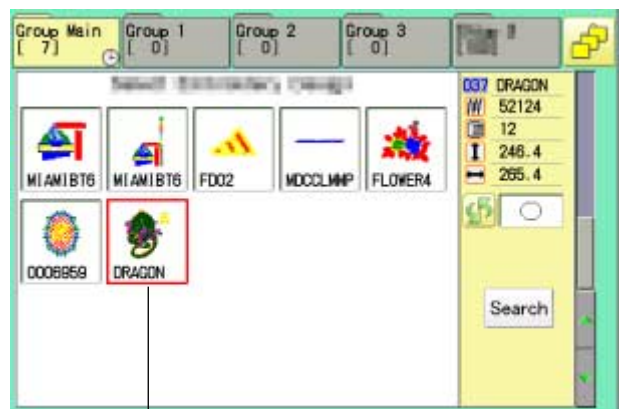 Group Main
[ 7]
Group 1
[ 0]
Group 2
[ 0]
Group 3
[ 0]
037 DRAGON
52124
12
246.4
265.4
MIAMIBT6
MIAMIBT6
FD02
MDCCLMMP
FLOWER4
0006959
DRAGON
Search